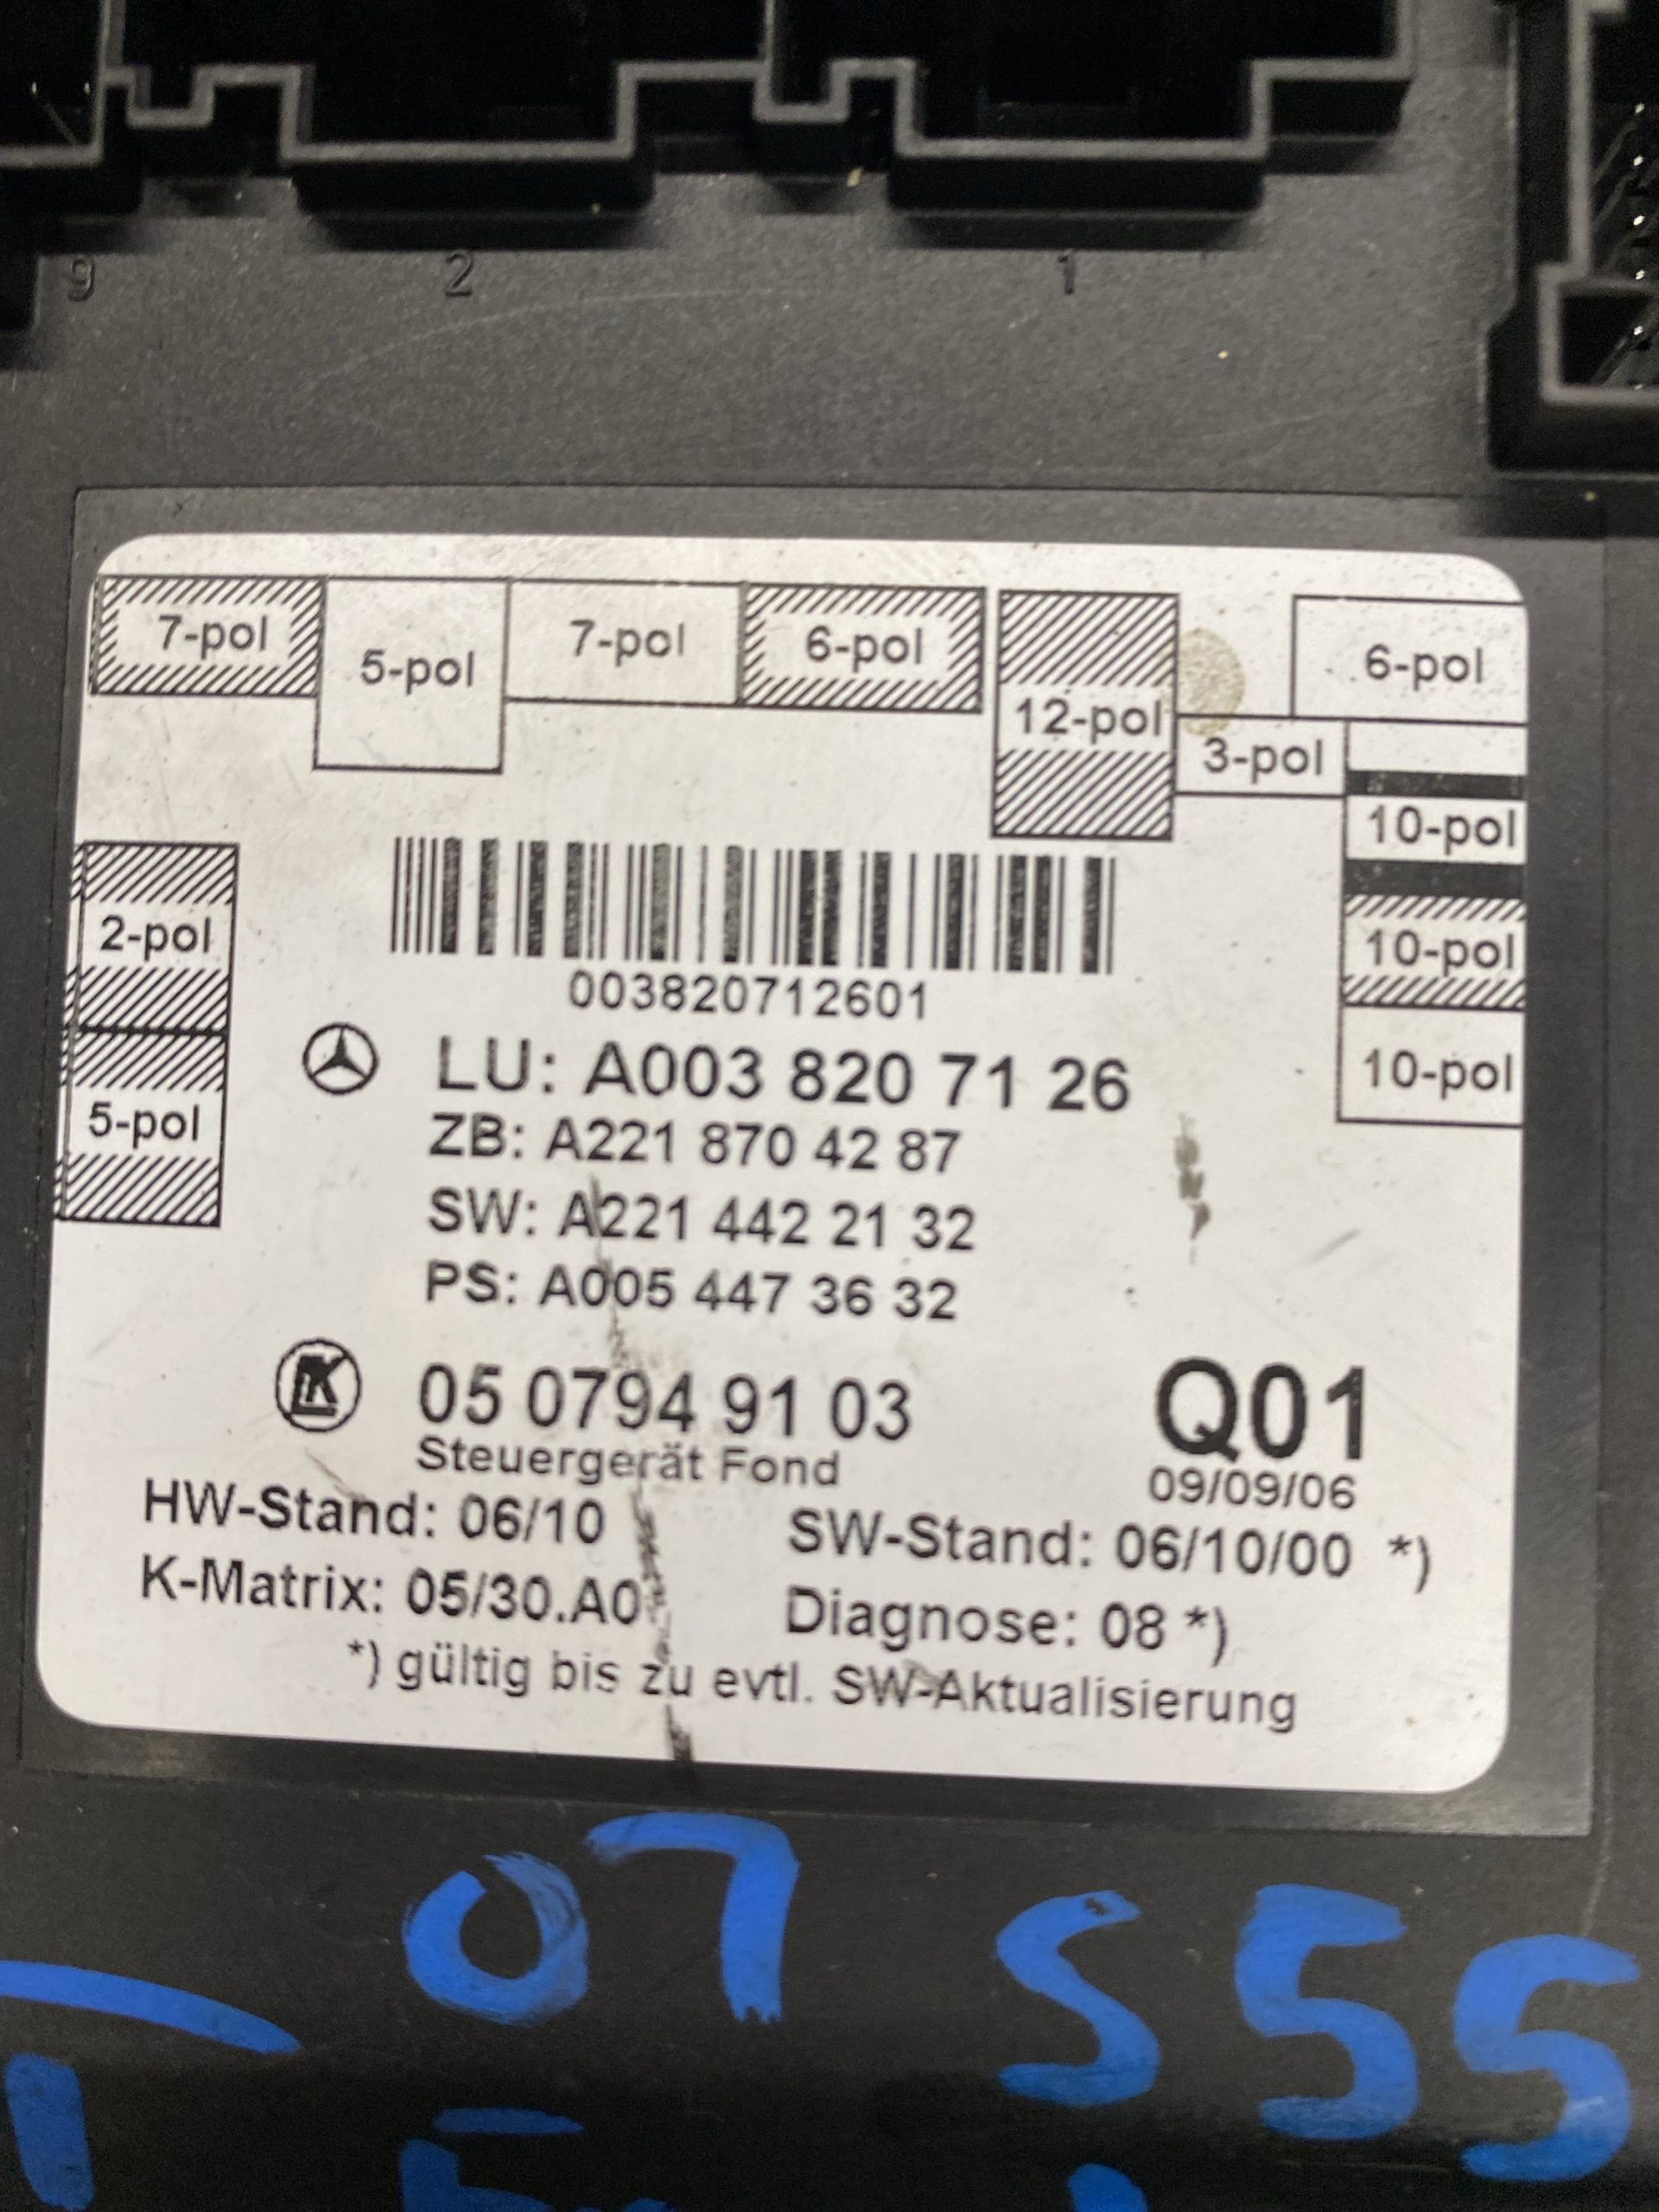 9 2 1
7-pol 5-pol 7-pol 6-pol 12-pol 6-pol
3-pol
10-pol
2-pol
10-pol
003820712601
LU: A003 820 71 26
10-pol
5-pol
ZB: A221 870 42 87
SW: A221 442 21 32
PS: A005 447 36 32
05 0794 91 03
Q01
Steuergerät Fond
09/09/06
HW-Stand: 06/10
SW-Stand: 06/10/00 *)
K-Matrix: 05/30.A0
Diagnose: 08 *)
*) gültig bis zu evtl. SW-Aktualisierung
07 S55